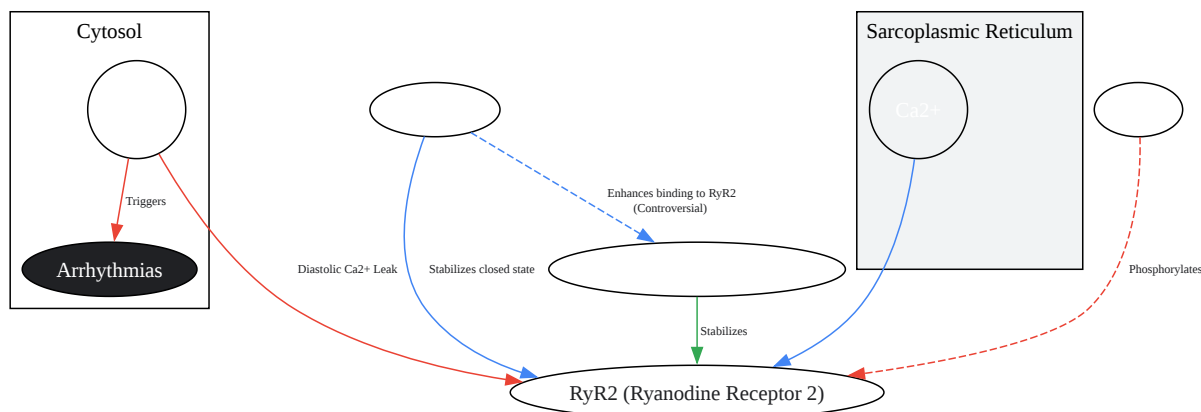 Cytosol
Sarcoplasmic Reticulum
Ca2+
Enhances binding to RyR2
(Controversial)
Triggers
Arrhythmias
Diastolic Ca2+ Leak
Stabilizes closed state
Phosphorylates
Stabilizes
RyR2 (Ryanodine Receptor 2)